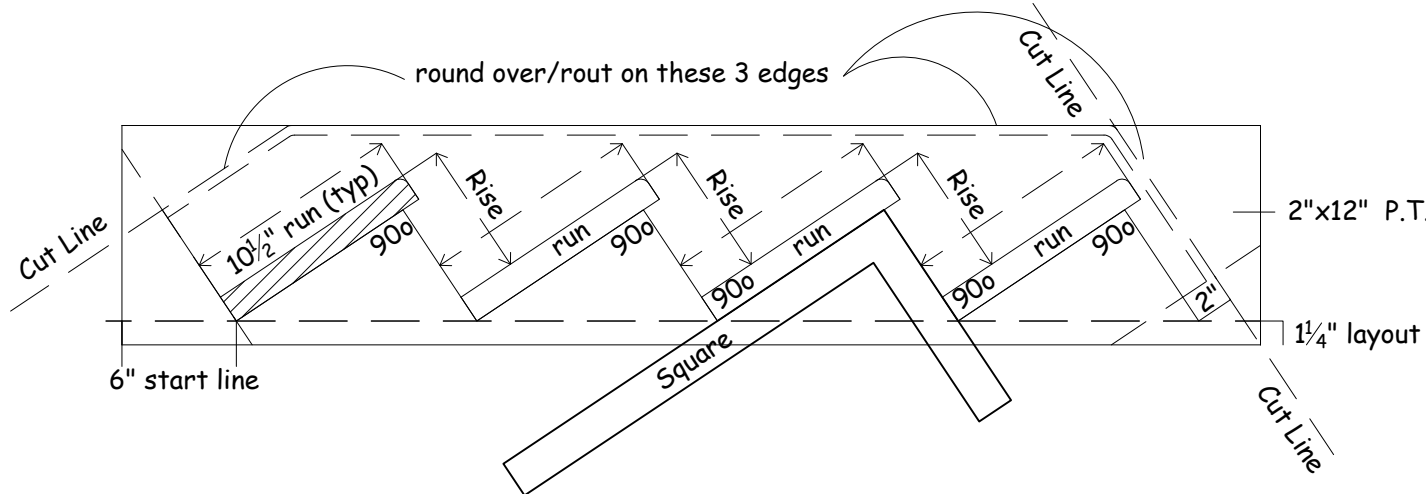 round over/rout on these 3 edges
Cut Line
Cut Line
10½" run (typ)
90o
Rise
run
90o
Rise
run
90o
90o
Rise
run
90o
90o
Rise
2"
2"x12" P.T.
1¼" layout
6" start line
Square
Cut Line